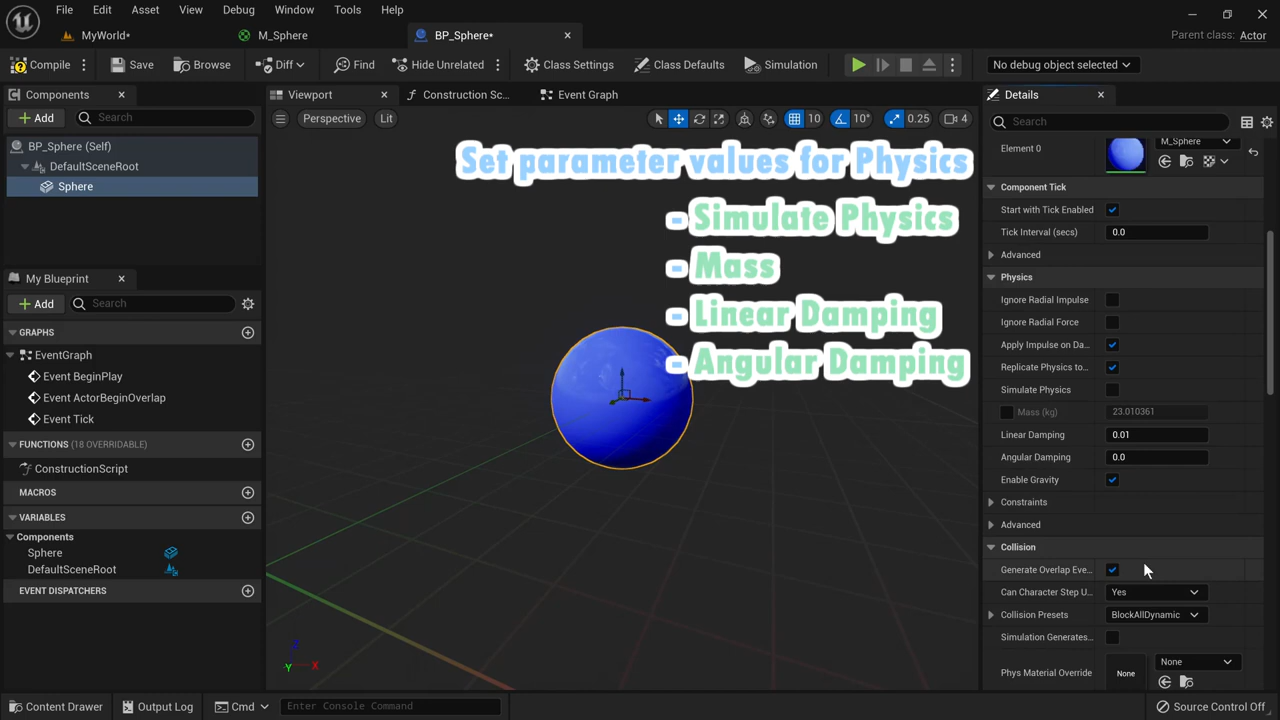 File Edit Asset View Debug Window Tools Help
MyWorld* M_Sphere BP_Sphere* Parent class: Actor
Compile Save Browse Diff Find Hide Unrelated Class Settings Class Defaults Simulation No debug object selected
Components Viewport Construction Sc... Event Graph Details
Add Search Perspective Lit 10 10° 0.25 4 Search
BP_Sphere (Self)
DefaultSceneRoot
Sphere
Set parameter values for Physics
- Simulate Physics
- Mass
- Linear Damping
- Angular Damping
My Blueprint
Add Search
GRAPHS
EventGraph
Event BeginPlay
Event ActorBeginOverlap
Event Tick
FUNCTIONS (18 OVERRIDABLE)
ConstructionScript
MACROS
VARIABLES
Components
Sphere
DefaultSceneRoot
EVENT DISPATCHERS
Z
Y X
Element 0 M_Sphere
Component Tick
Start with Tick Enabled
Tick Interval (secs) 0.0
Advanced
Physics
Ignore Radial Impulse
Ignore Radial Force
Apply Impulse on Da...
Replicate Physics to...
Simulate Physics
Mass (kg) 23.010361
Linear Damping 0.01
Angular Damping 0.0
Enable Gravity
Constraints
Advanced
Collision
Generate Overlap Eve...
Can Character Step U... Yes
Collision Presets BlockAllDynamic
Simulation Generates...
Phys Material Override None None
Content Drawer Output Log Cmd Enter Console Command Source Control Off